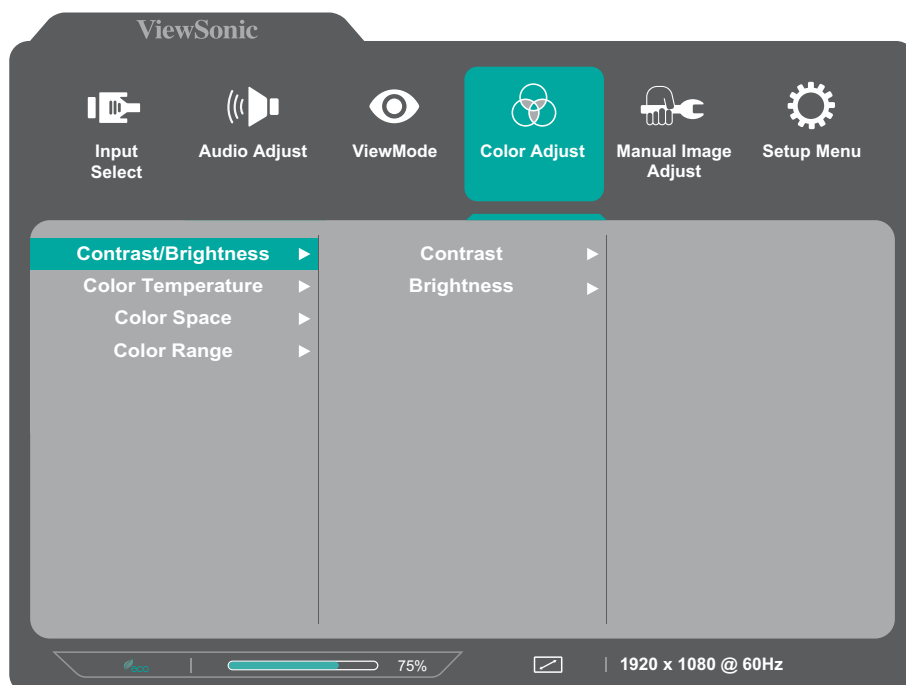 ViewSonic
Input
Select
Audio Adjust
ViewMode
Color Adjust
Manual Image
Adjust
Setup Menu
Contrast/Brightness
Color Temperature
Color Space
Color Range
Contrast
Brightness
eco
75%
1920 x 1080 @ 60Hz